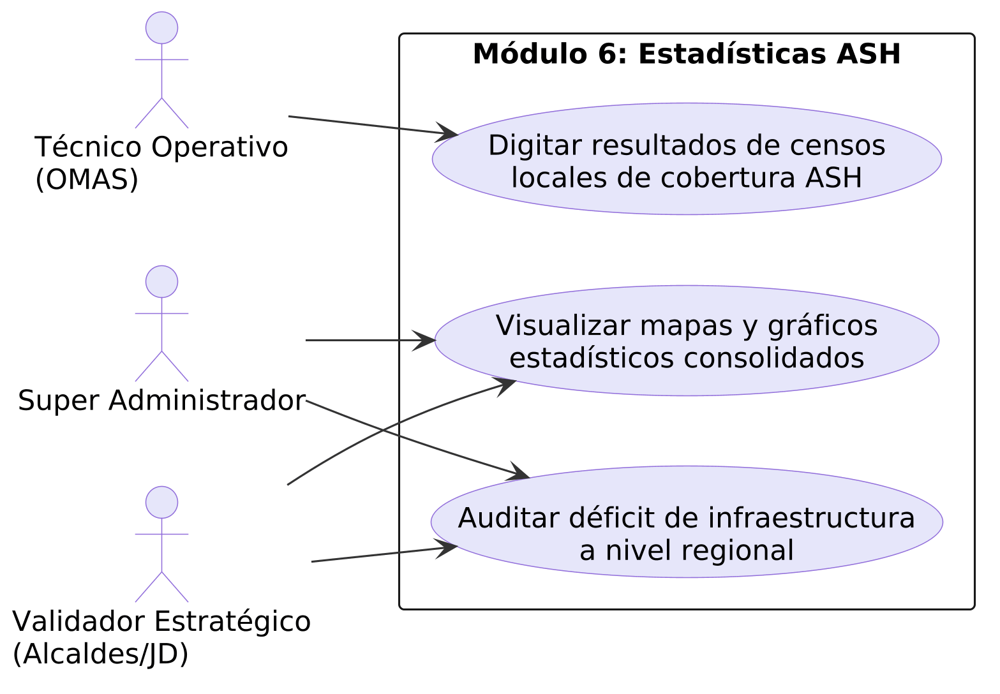 Módulo 6: Estadísticas ASH
Técnico Operativo
(OMAS)
Digitar resultados de censos
locales de cobertura ASH
Super Administrador
Visualizar mapas y gráficos
estadísticos consolidados
Validador Estratégico
(Alcaldes/JD)
Auditar déficit de infraestructura
a nivel regional